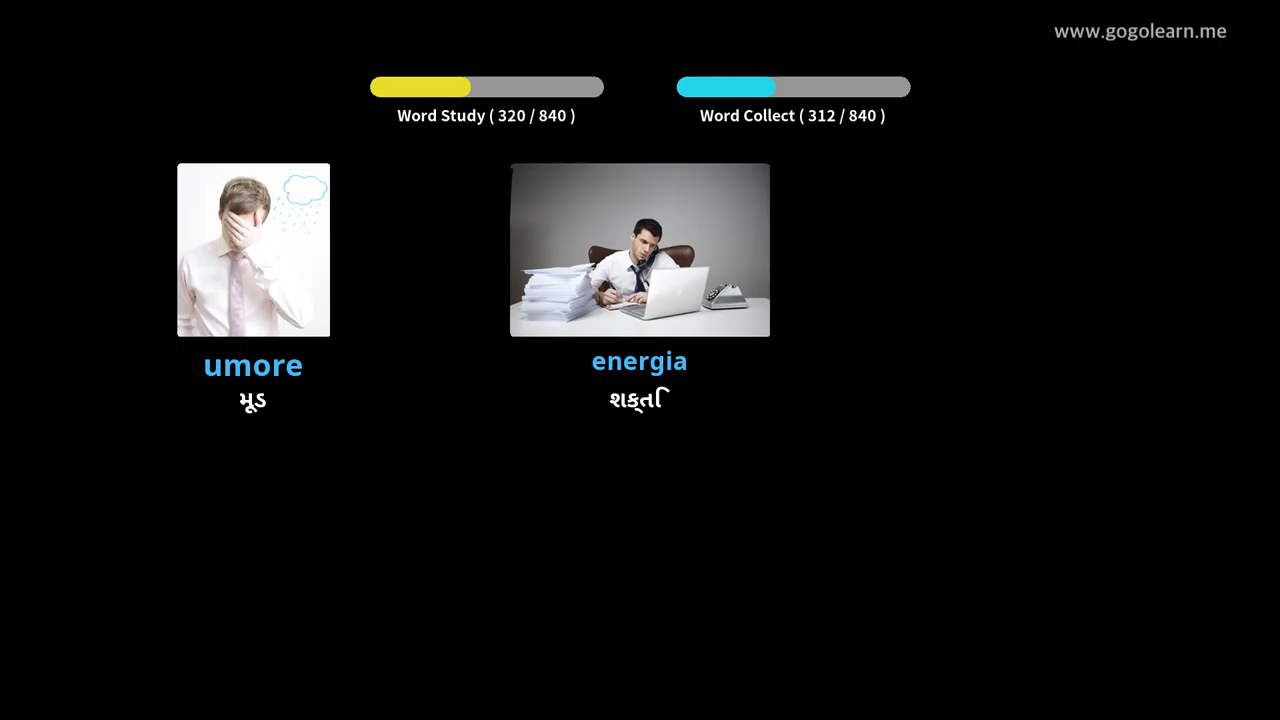 www.gogolearn.me
Word Study ( 320 / 840 )
Word Collect ( 312 / 840 )
umore
મૂડ
energia
શક્તિ